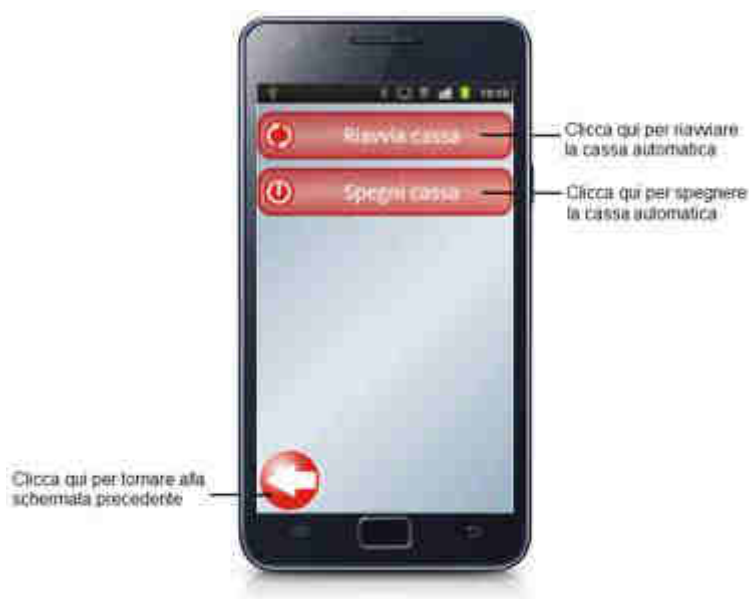 Riavvia cassa
Clicca qui per riavviare
la cassa automatica
Spegni cassa
Clicca qui per spegnere
la cassa automatica
Clicca qui per tornare alla
schermata precedente